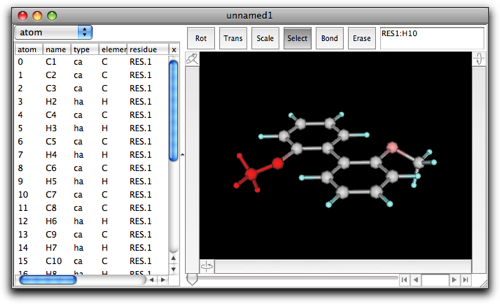 unnamed1
atom
Rot Trans Scale Select Bond Erase RES1:H10
atom name type elemen residue x
0 C1 ca C RES.1
1 C2 ca C RES.1
2 C3 ca C RES.1
3 H2 ha H RES.1
4 C4 ca C RES.1
5 H3 ha H RES.1
6 C5 ca C RES.1
7 H4 ha H RES.1
8 C6 ca C RES.1
9 H5 ha H RES.1
10 C7 ca C RES.1
11 C8 ca C RES.1
12 H6 ha H RES.1
13 C9 ca C RES.1
14 H7 ha H RES.1
15 C10 ca C RES.1
16 H8 ha H RES.1